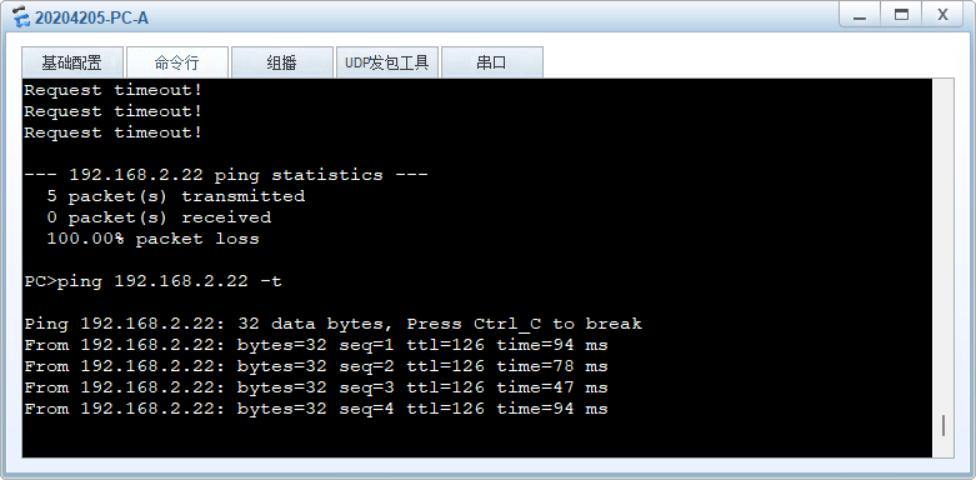 20204205-PC-A
基础配置 命令行 组播 UDP发包工具 串口
Request timeout!
Request timeout!
Request timeout!
--- 192.168.2.22 ping statistics ---
5 packet(s) transmitted
0 packet(s) received
100.00% packet loss
PC>ping 192.168.2.22 -t
Ping 192.168.2.22: 32 data bytes, Press Ctrl_C to break
From 192.168.2.22: bytes=32 seq=1 ttl=126 time=94 ms
From 192.168.2.22: bytes=32 seq=2 ttl=126 time=78 ms
From 192.168.2.22: bytes=32 seq=3 ttl=126 time=47 ms
From 192.168.2.22: bytes=32 seq=4 ttl=126 time=94 ms